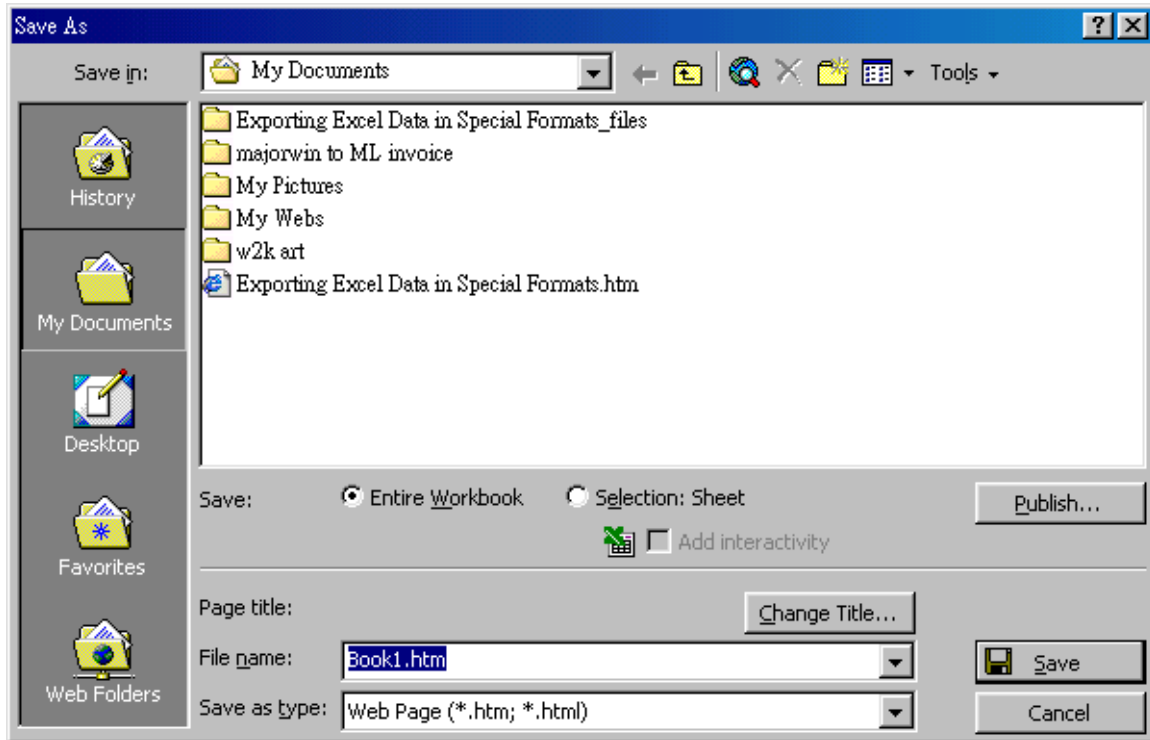 Save As
Save in:
My Documents
Tools
History
My Documents
Desktop
Favorites
Web Folders
Exporting Excel Data in Special Formats_files
majorwin to ML invoice
My Pictures
My Webs
w2k art
Exporting Excel Data in Special Formats.htm
Save: Entire Workbook Selection: Sheet Publish...
Add interactivity
Page title: Change Title...
File name: Book1.htm Save
Save as type: Web Page (*.htm; *.html) Cancel